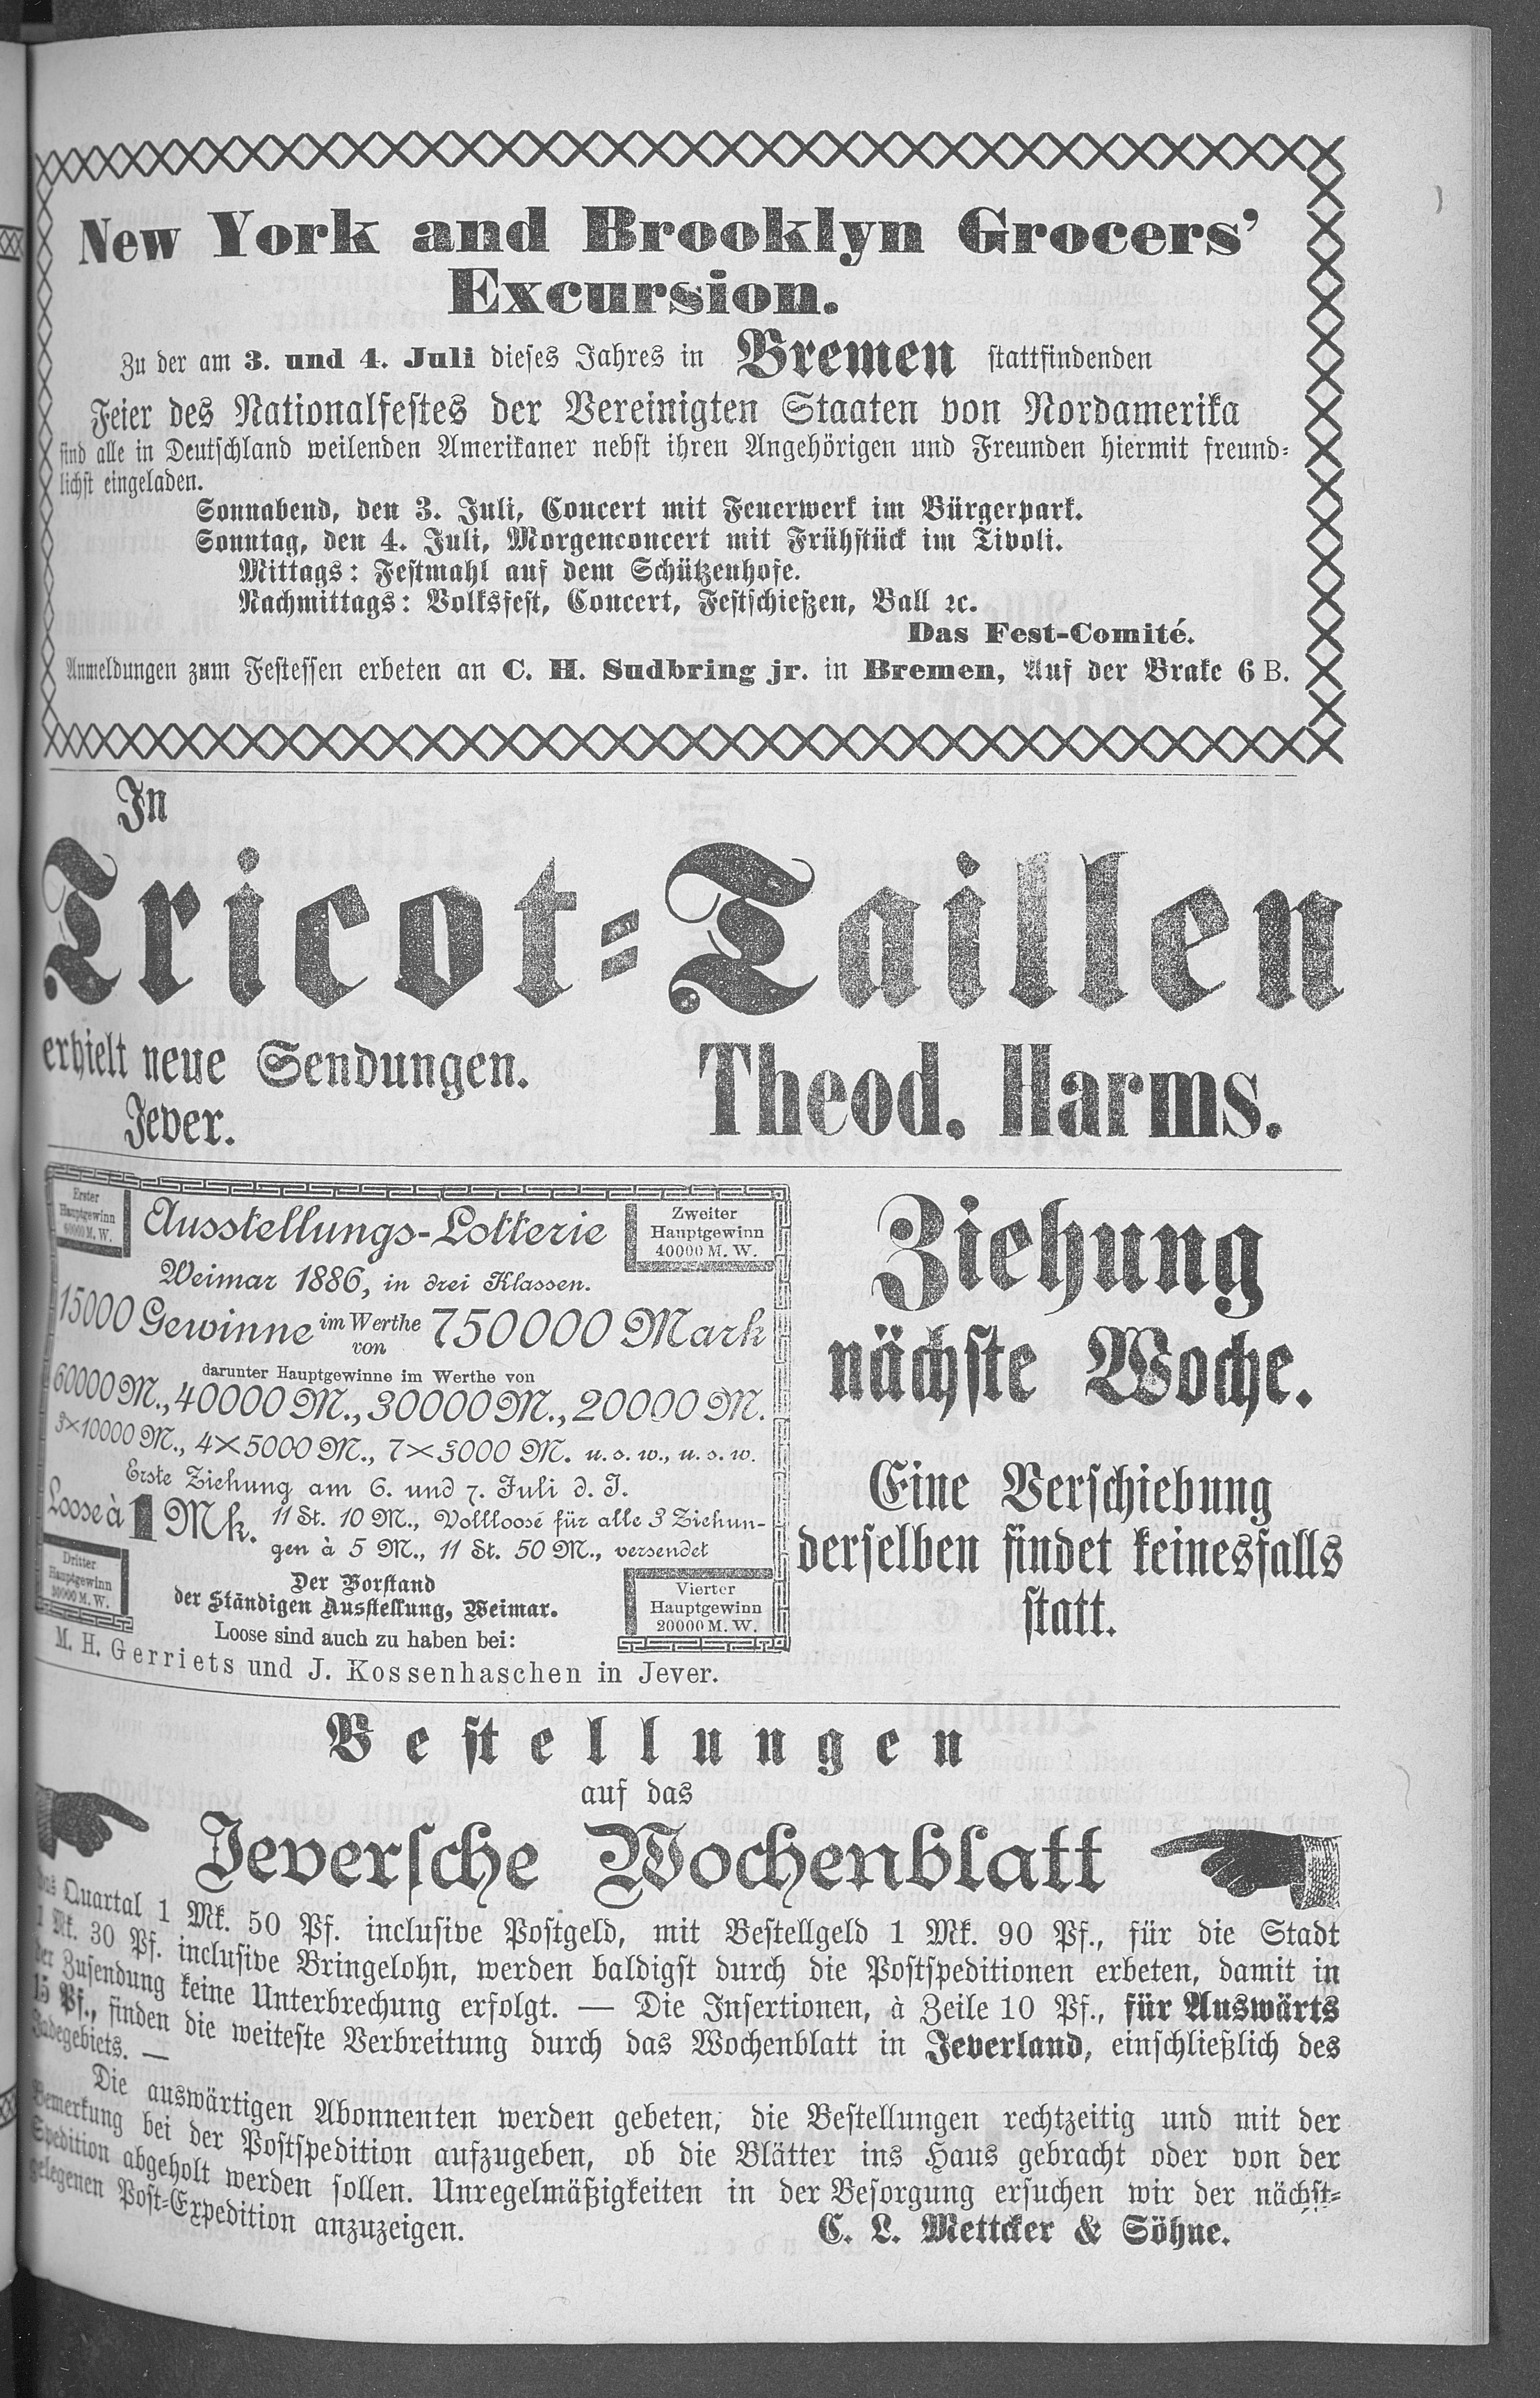 New York and Brooklyn Grocers’
Excursion.
Zu der am 3. und 4. Juli dieses Jahres in Bremen stattfindenden
Feier des Nationalfestes der Vereinigten Staaten von Nordamerika
sind alle in Deutschland weilenden Amerikaner nebst ihren Angehörigen und Freunden hiermit freund-
lichst eingeladen.
Sonnabend, den 3. Juli, Concert mit Feuerwerk im Bürgerpark.
Sonntag, den 4. Juli, Morgenconcert mit Frühstück im Tivoli.
Mittags: Festmahl auf dem Schützenhofe.
Nachmittags: Volksfest, Concert, Festschießen, Ball ꝛc.
Das Fest-Comité.
Anmeldungen zum Festessen erbeten an C. H. Sudbring jr. in Bremen, Auf der Brake 6 B.
In
Tricot-Taillen
erhielt neue Sendungen.
Jever.
Theod. Harms.
Erster
Hauptgewinn
60000 M. W.
Ausstellungs-Lotterie
Zweiter
Hauptgewinn
40000 M. W.
Weimar 1886, in drei Klassen.
15000 Gewinne im Werthe von 750000 Mark
darunter Hauptgewinne im Werthe von
60000 M., 40000 M., 30000 M., 20000 M.
3×10000 M., 4×5000 M., 7×3000 M. u. s. w., u. s. w.
Erste Ziehung am 6. und 7. Juli d. J.
Loose à 1 Mk. 11 St. 10 M., Vollloose für alle 3 Ziehun-
gen à 5 M., 11 St. 50 M., versendet
Dritter
Hauptgewinn
30000 M. W.
Der Vorstand
der Ständigen Ausstellung, Weimar.
Vierter
Hauptgewinn
20000 M. W.
Loose sind auch zu haben bei:
M. H. Gerriets und J. Kossenhaschen in Jever.
Ziehung
nächste Woche.
Eine Verschiebung
derselben findet keinesfalls
statt.
Bestellungen
auf das
Jeversche Wochenblatt
das Quartal 1 Mk. 50 Pf. inclusive Postgeld, mit Bestellgeld 1 Mk. 90 Pf., für die Stadt
1 Mk. 30 Pf. inclusive Bringelohn, werden baldigst durch die Postspeditionen erbeten, damit in
der Zusendung keine Unterbrechung erfolgt. — Die Insertionen, à Zeile 10 Pf., für Auswärts
15 Pf., finden die weiteste Verbreitung durch das Wochenblatt in Jeverland, einschließlich des
Jadegebiets. —
Die auswärtigen Abonnenten werden gebeten, die Bestellungen rechtzeitig und mit der
Bemerkung bei der Postspedition aufzugeben, ob die Blätter ins Haus gebracht oder von der
Spedition abgeholt werden sollen. Unregelmäßigkeiten in der Besorgung ersuchen wir der nächst-
gelegenen Post-Expedition anzuzeigen.
C. L. Mettcker & Söhne.